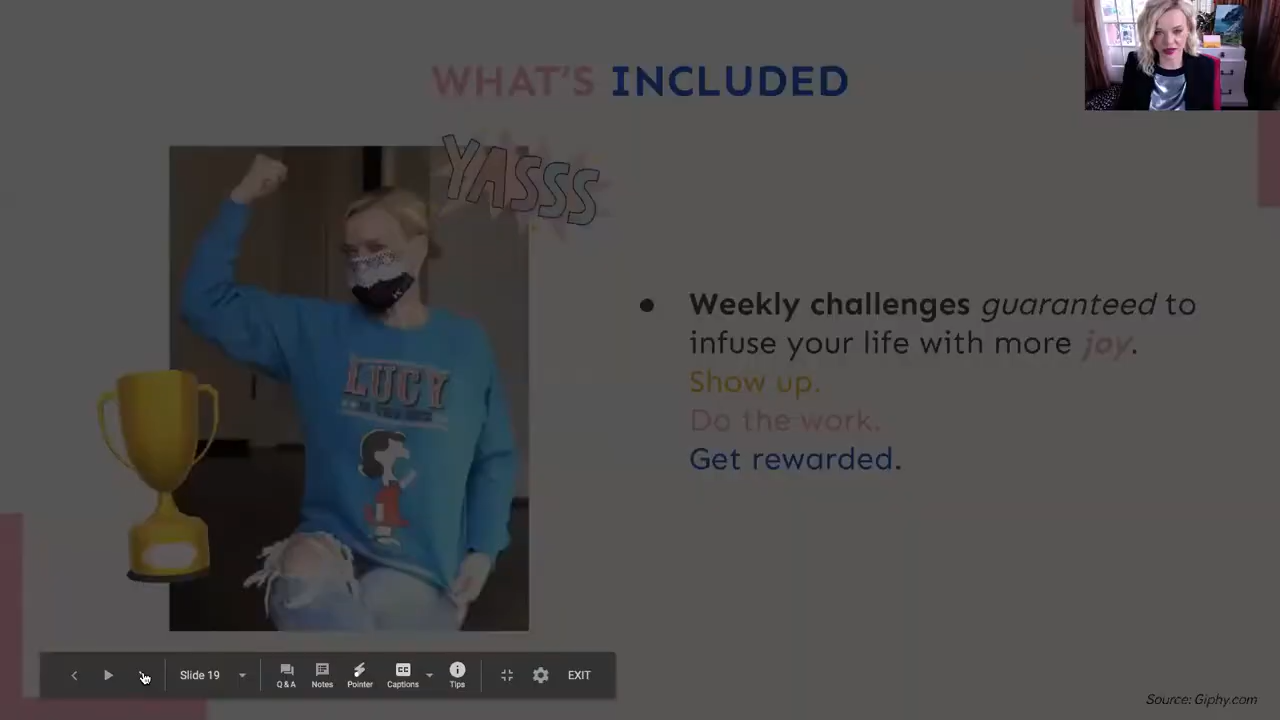 WHAT'S INCLUDED
YASSS
LUCY
● Weekly challenges guaranteed to
infuse your life with more joy.
Show up.
Do the work.
Get rewarded.
Slide 19
Q&A
Notes
Pointer
CC
Captions
Tips
EXIT
Source: Giphy.com